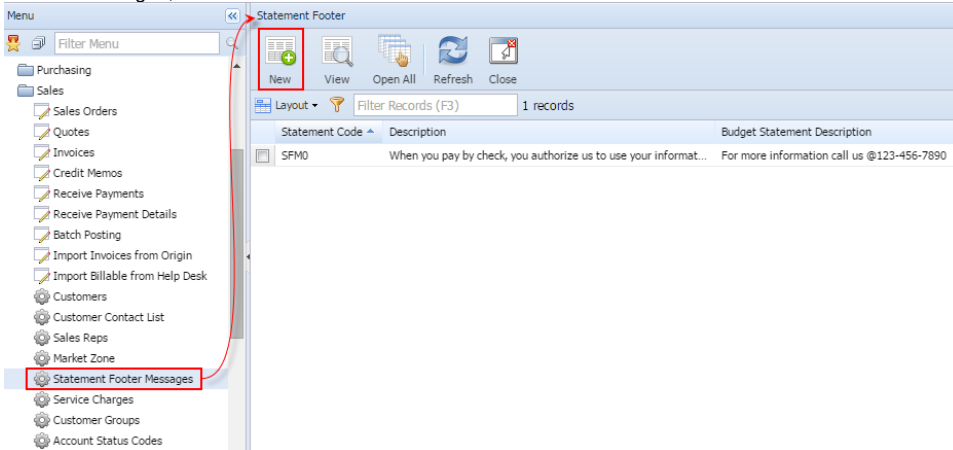 Menu
Filter Menu
Purchasing
Sales
Sales Orders
Quotes
Invoices
Credit Memos
Receive Payments
Receive Payment Details
Batch Posting
Import Invoices from Origin
Import Billable from Help Desk
Customers
Customer Contact List
Sales Reps
Market Zone
Statement Footer Messages
Service Charges
Customer Groups
Account Status Codes
Statement Footer
New View Open All Refresh Close
Layout Filter Records (F3) 1 records
Statement Code Description Budget Statement Description
SFM0 When you pay by check, you authorize us to use your informat... For more information call us @123-456-7890